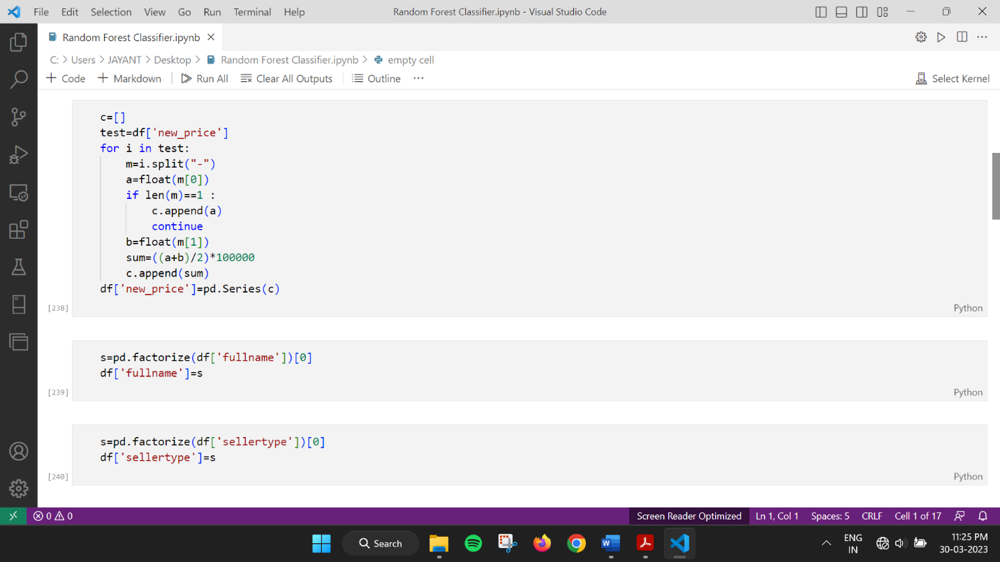 File Edit Selection View Go Run Terminal Help Random Forest Classifier.ipynb - Visual Studio Code
Random Forest Classifier.ipynb
C: > Users > JAYANT > Desktop > Random Forest Classifier.ipynb > empty cell
+ Code + Markdown Run All Clear All Outputs Outline ... Select Kernel
c=[]
test=df['new_price']
for i in test:
    m=i.split("-")
    a=float(m[0])
    if len(m)==1 :
        c.append(a)
        continue
    b=float(m[1])
    sum=((a+b)/2)*100000
    c.append(sum)
df['new_price']=pd.Series(c)
[238] Python
s=pd.factorize(df['fullname'])[0]
df['fullname']=s
[239] Python
s=pd.factorize(df['sellertype'])[0]
df['sellertype']=s
[240] Python
0 0 Screen Reader Optimized Ln 1, Col 1 Spaces: 5 CRLF Cell 1 of 17
Search ENG 11:25 PM
IN 30-03-2023